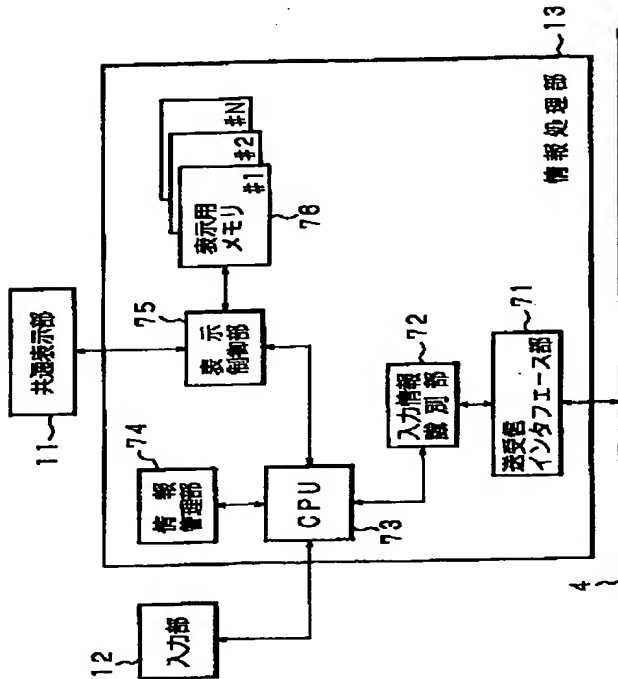 共通表示部
11
13
#N
#2
#1
表示用
メモリ
76
75
表 示
制御部
情 報
管理部
74
12
入力部
CPU
73
入力情報
識別部
72
送受信
インタフェース部
71
情報処理部
4